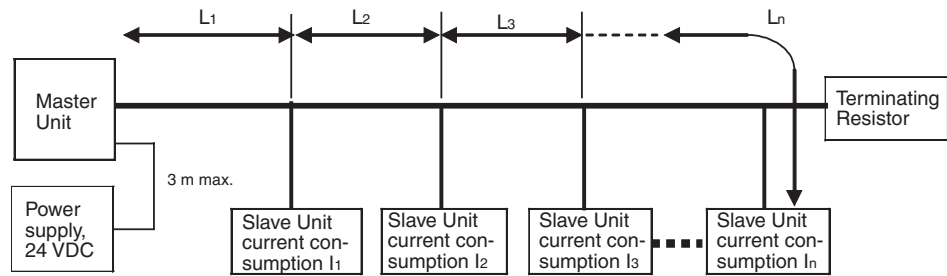 L1
L2
L3
Ln
Master
Unit
Terminating
Resistor
3 m max.
Power
supply,
24 VDC
Slave Unit
current con-
sumption I1
Slave Unit
current con-
sumption I2
Slave Unit
current con-
sumption I3
Slave Unit
current con-
sumption In